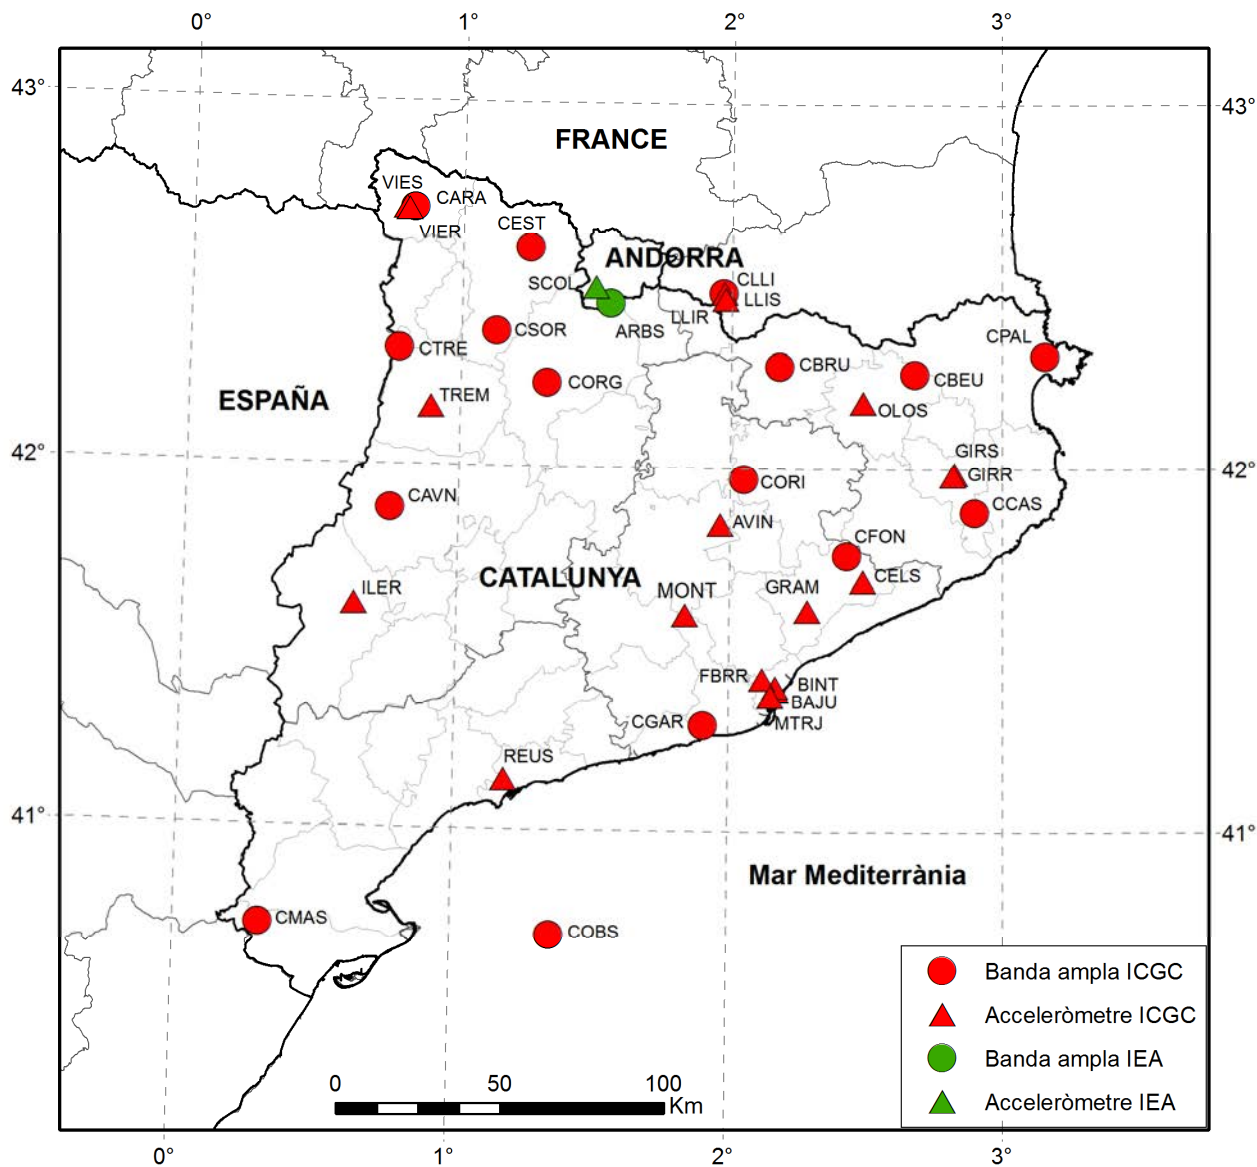 0° 1° 2° 3°
43° 43°
FRANCE
VIES
CARA
VIER
CEST
ANDORRA
SCOL
CLLI
LLIS
LLIR
ARBS
CSOR
CTRE
CPAL
CBRU
CBEU
CORG
TREM
ESPAÑA
OLOS
42° 42°
GIRS
GIRR
CORI
CAVN
CCAS
AVIN
CFON
CATALUNYA
CELS
ILER
MONT
GRAM
FBRR
BINT
BAJU
CGAR
MTRJ
REUS
41° 41°
Mar Mediterrània
CMAS
COBS
Banda ampla ICGC
Acceleròmetre ICGC
Banda ampla IEA
Acceleròmetre IEA
0 50 100
Km
0° 1° 2° 3°